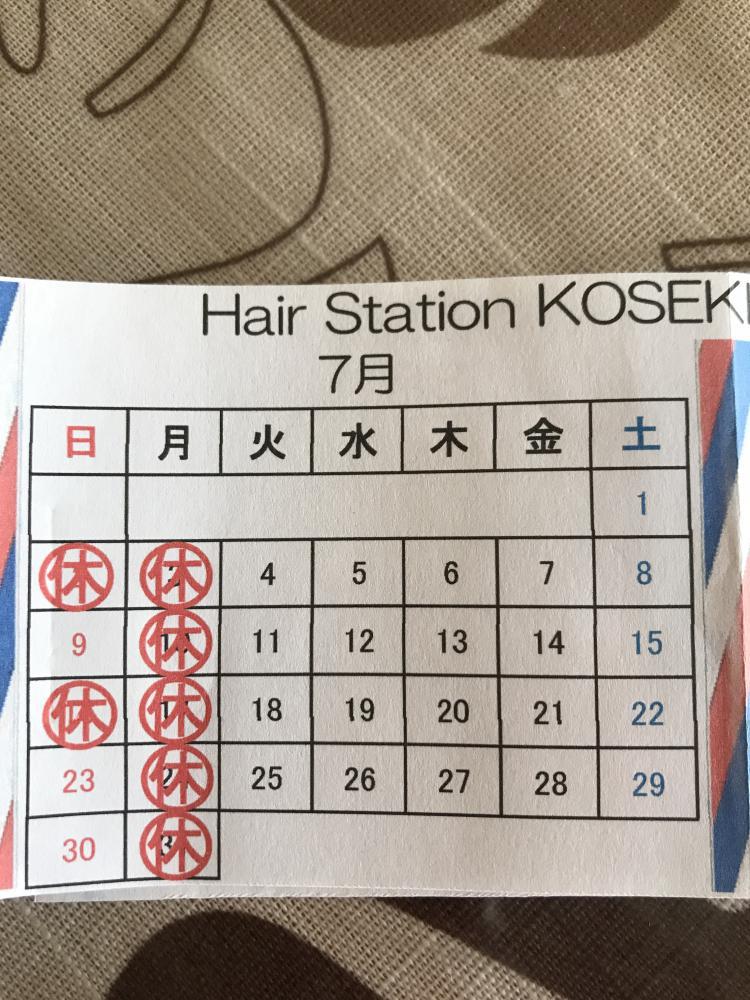 Hair Station KOSEKI
7月
日 月 火 水 木 金 土
1
休 休 4 5 6 7 8
9 休 11 12 13 14 15
休 休 18 19 20 21 22
23 休 25 26 27 28 29
30 休